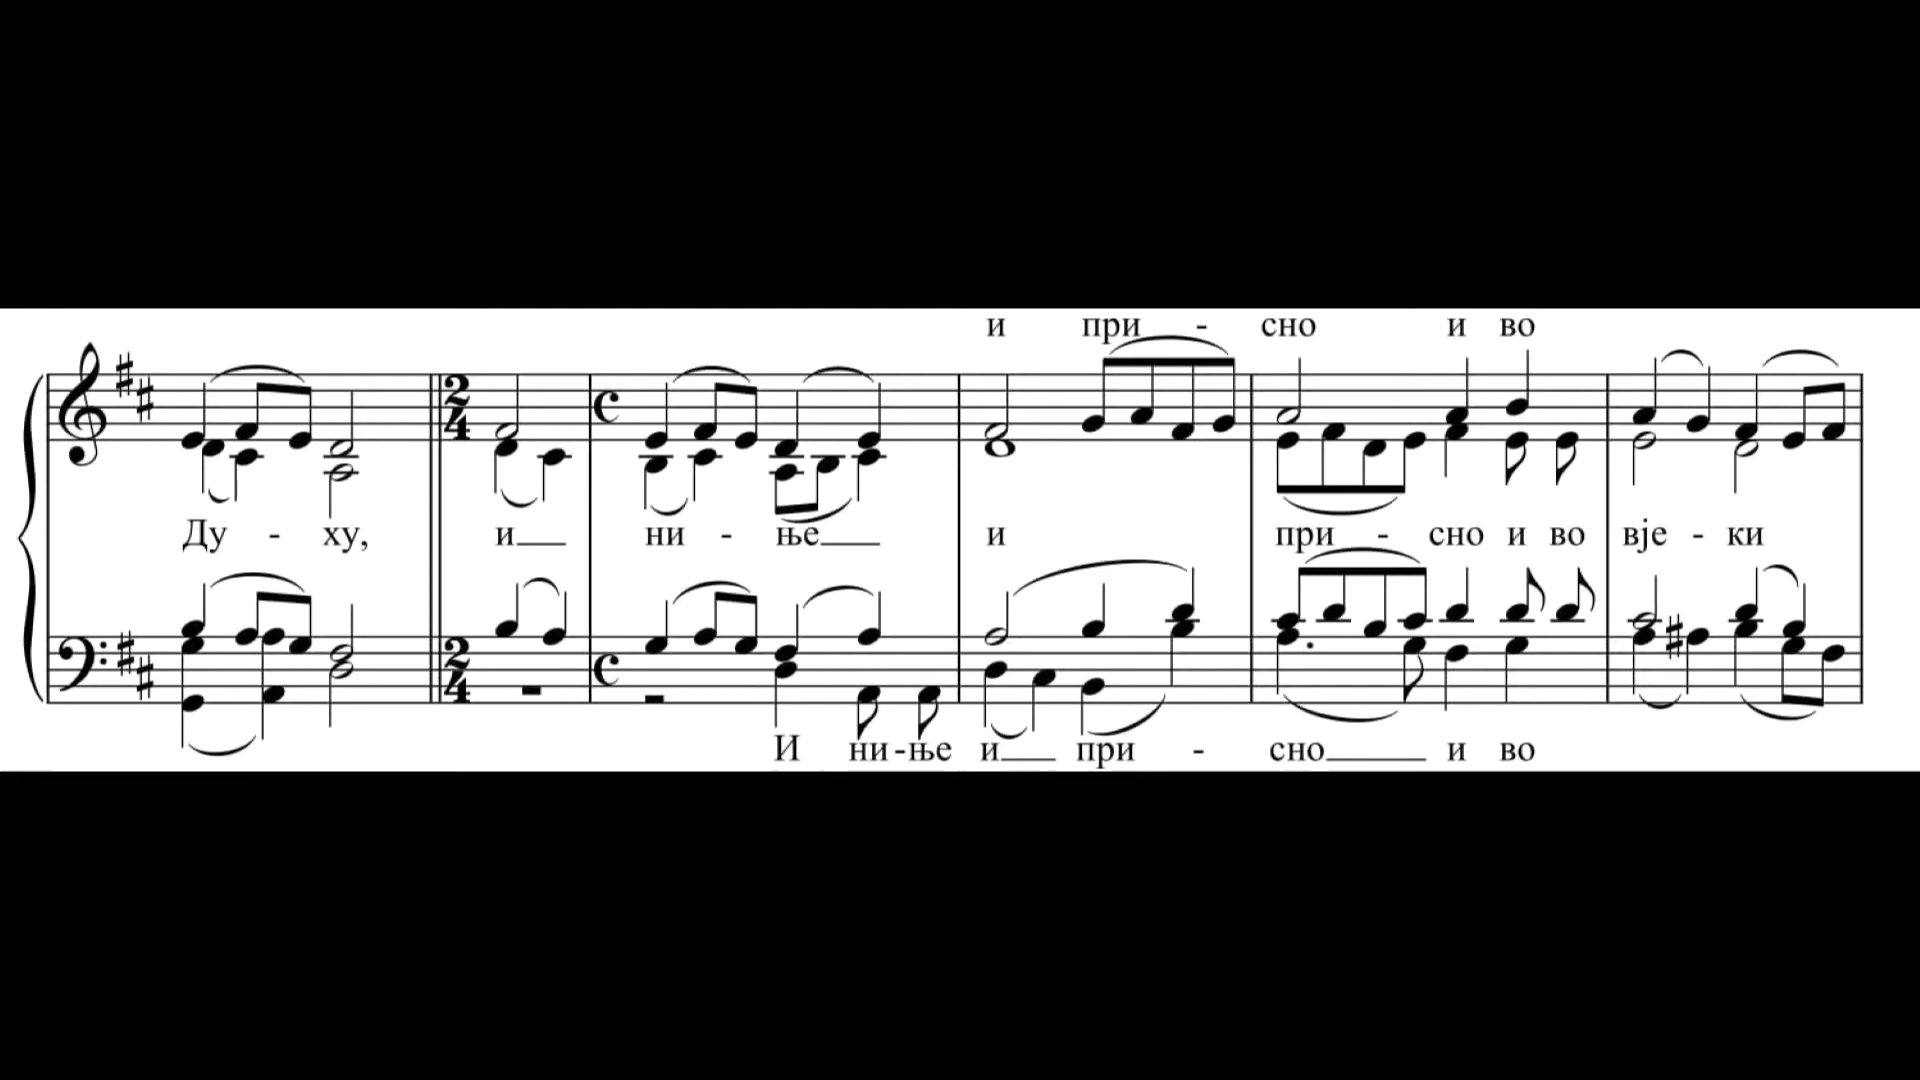 и при - сно и во
Ду - ху, и ни - ње и при - сно и во вје - ки
И ни - ње и при - сно и во